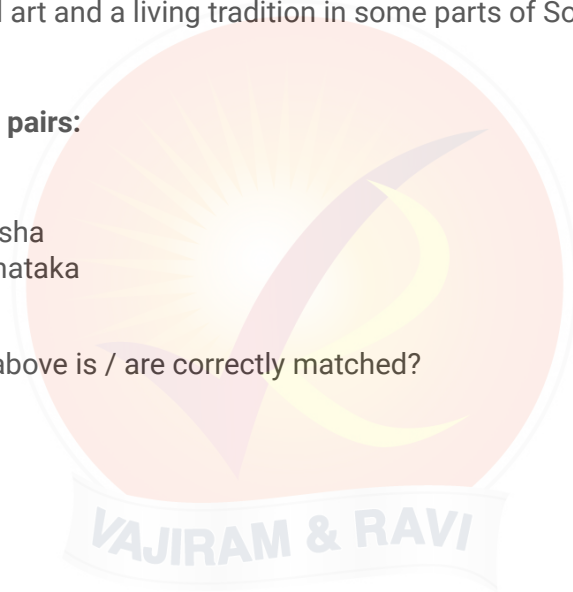 art and a living tradition in some parts of So
pairs:
sha
nataka
above is / are correctly matched?
VAJIRAM & RAVI